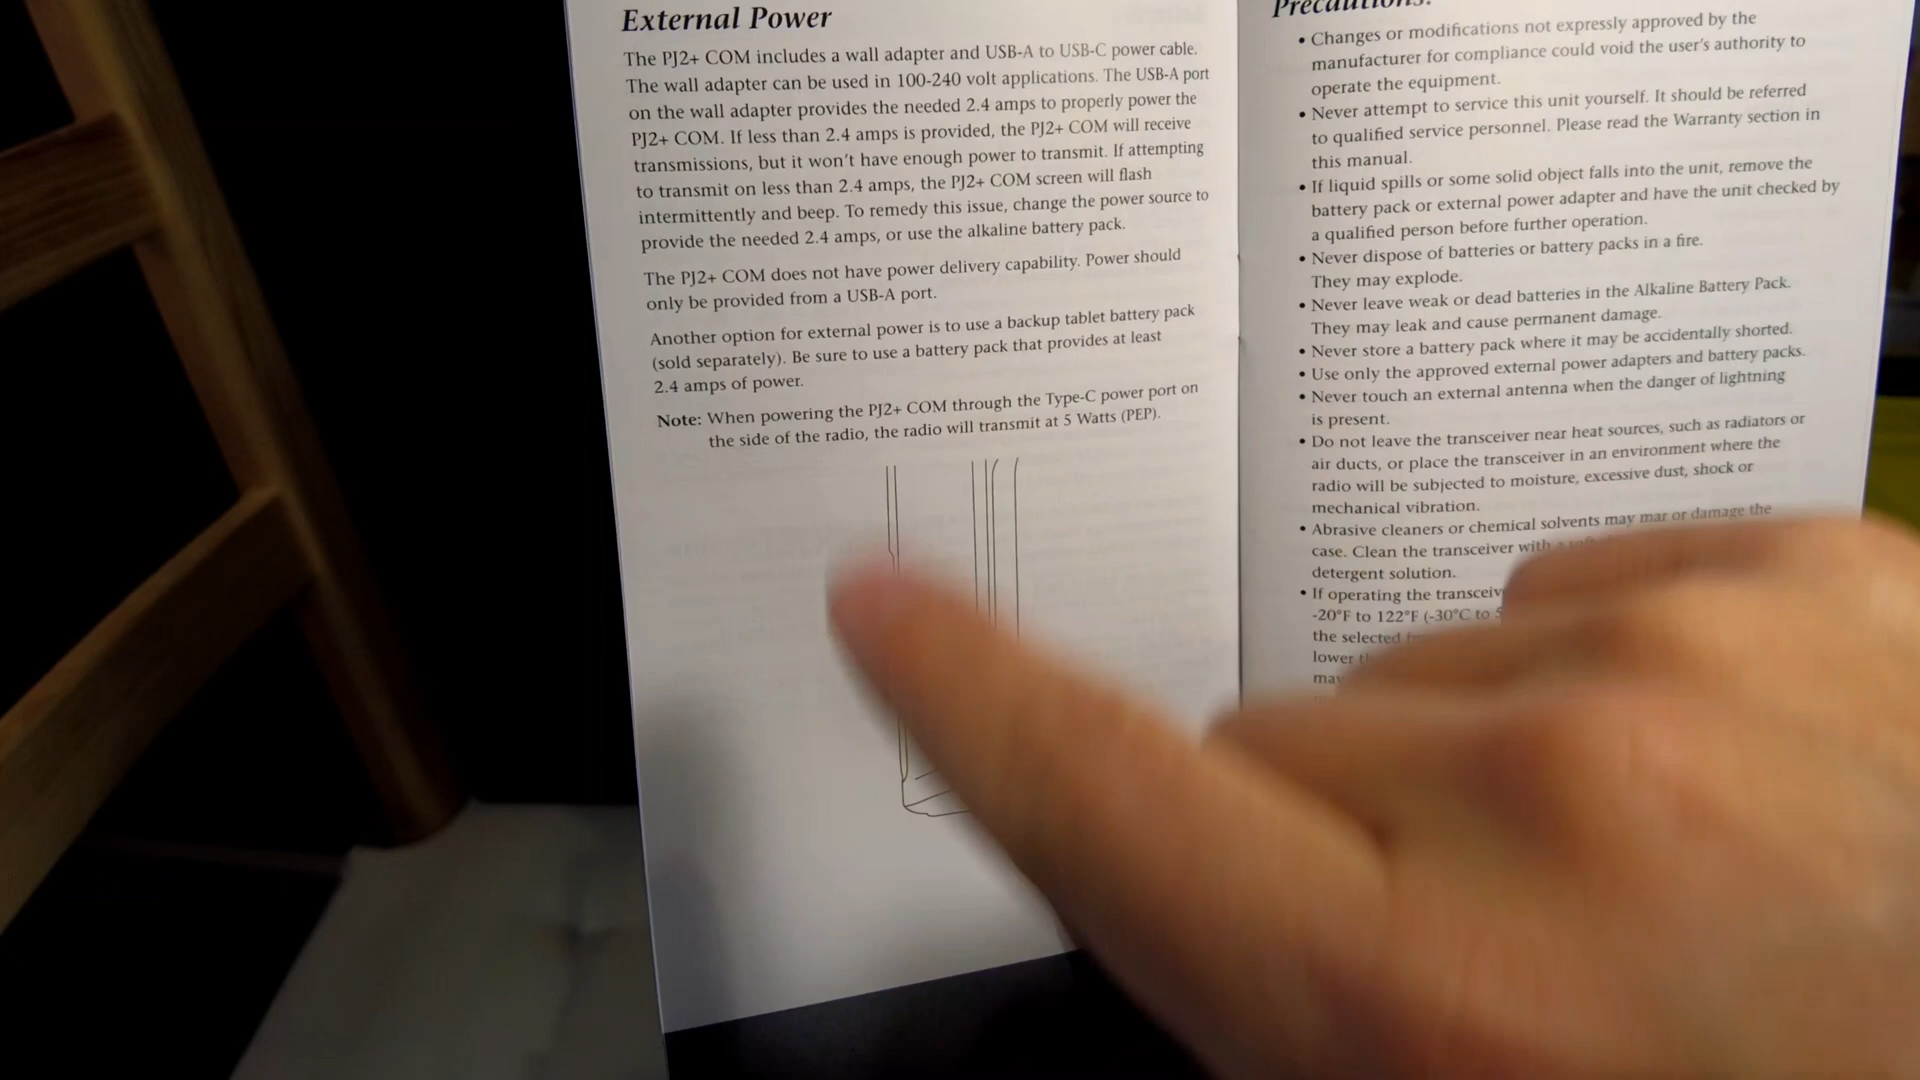 External Power
The PJ2+ COM includes a wall adapter and USB-A to USB-C power cable.
The wall adapter can be used in 100-240 volt applications. The USB-A port
on the wall adapter provides the needed 2.4 amps to properly power the
PJ2+ COM. If less than 2.4 amps is provided, the PJ2+ COM will receive
transmissions, but it won't have enough power to transmit. If attempting
to transmit on less than 2.4 amps, the PJ2+ COM screen will flash
intermittently and beep. To remedy this issue, change the power source to
provide the needed 2.4 amps, or use the alkaline battery pack.
The PJ2+ COM does not have power delivery capability. Power should
only be provided from a USB-A port.
Another option for external power is to use a backup tablet battery pack
(sold separately). Be sure to use a battery pack that provides at least
2.4 amps of power.
Note: When powering the PJ2+ COM through the Type-C power port on
the side of the radio, the radio will transmit at 5 Watts (PEP).
Precautions:
• Changes or modifications not expressly approved by the
manufacturer for compliance could void the user's authority to
operate the equipment.
• Never attempt to service this unit yourself. It should be referred
to qualified service personnel. Please read the Warranty section in
this manual.
• If liquid spills or some solid object falls into the unit, remove the
battery pack or external power adapter and have the unit checked by
a qualified person before further operation.
• Never dispose of batteries or battery packs in a fire.
They may explode.
• Never leave weak or dead batteries in the Alkaline Battery Pack.
They may leak and cause permanent damage.
• Never store a battery pack where it may be accidentally shorted.
• Use only the approved external power adapters and battery packs.
• Never touch an external antenna when the danger of lightning
is present.
• Do not leave the transceiver near heat sources, such as radiators or
air ducts, or place the transceiver in an environment where the
radio will be subjected to moisture, excessive dust, shock or
mechanical vibration.
• Abrasive cleaners or chemical solvents may mar or damage the
case. Clean the transceiver with a
detergent solution.
• If operating the
-20°F to 122°F (-30°C to
the selected
lower
may